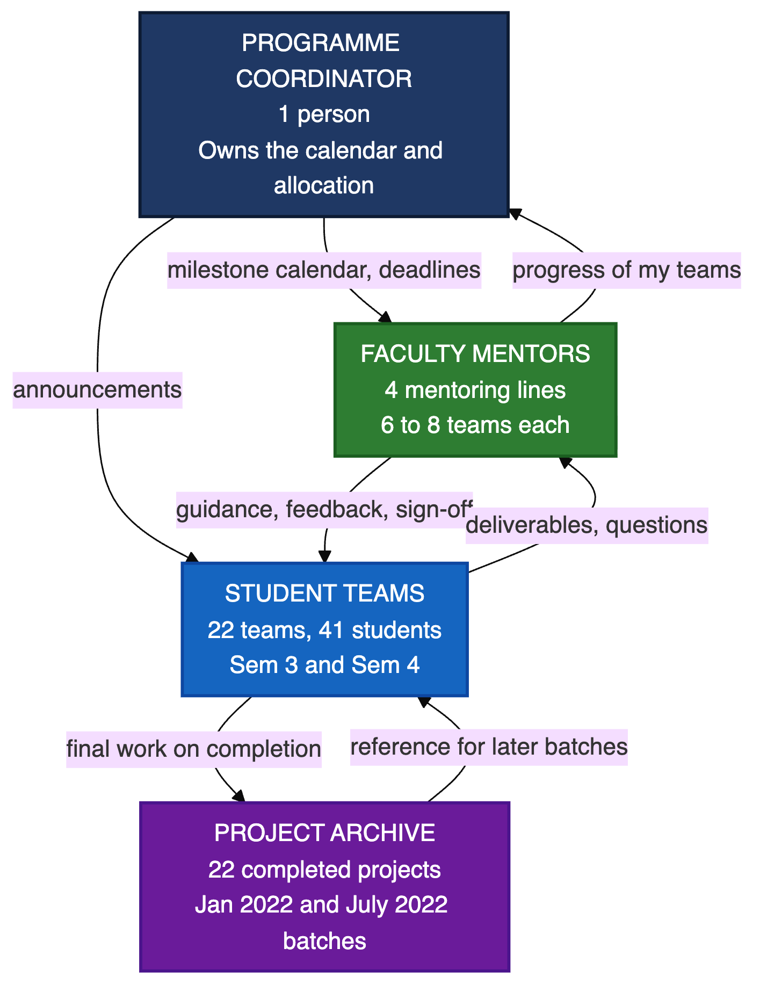 PROGRAMME
COORDINATOR
1 person
Owns the calendar and
allocation
milestone calendar, deadlines
progress of my teams
FACULTY MENTORS
4 mentoring lines
6 to 8 teams each
announcements
guidance, feedback, sign-off
deliverables, questions
STUDENT TEAMS
22 teams, 41 students
Sem 3 and Sem 4
final work on completion
reference for later batches
PROJECT ARCHIVE
22 completed projects
Jan 2022 and July 2022
batches